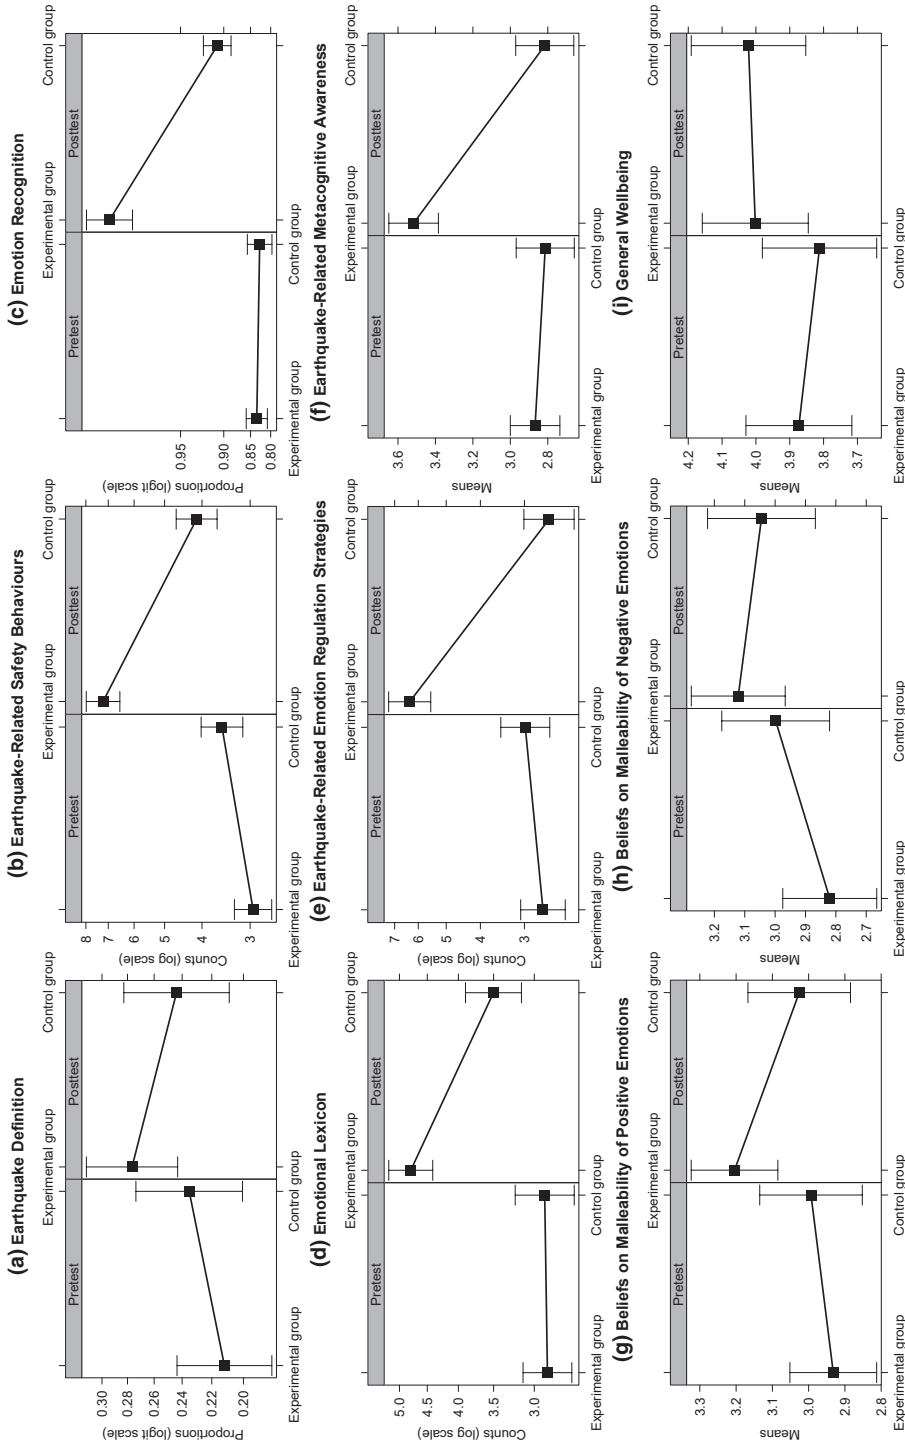 (a) Earthquake Definition
Proportions (logit scale)
0.30
0.28
0.26
0.24
0.22
0.20
Pretest
Posttest
Experimental group
Control group
Experimental group
Control group
(b) Earthquake-Related Safety Behaviours
Counts (log scale)
8
7
6
5
4
3
Pretest
Posttest
Experimental group
Control group
Experimental group
Control group
(c) Emotion Recognition
Proportions (logit scale)
0.95
0.90
0.85
0.80
Pretest
Posttest
Experimental group
Control group
Experimental group
Control group
(d) Emotional Lexicon
Counts (log scale)
5.0
4.5
4.0
3.5
3.0
Pretest
Posttest
Experimental group
Control group
Experimental group
Control group
(e) Earthquake-Related Emotion Regulation Strategies
Counts (log scale)
7
6
5
4
3
Pretest
Posttest
Experimental group
Control group
Experimental group
Control group
(f) Earthquake-Related Metacognitive Awareness
Means
3.6
3.4
3.2
3.0
2.8
Pretest
Posttest
Experimental group
Control group
Experimental group
Control group
(g) Beliefs on Malleability of Positive Emotions
Means
3.3
3.2
3.1
3.0
2.9
2.8
Pretest
Posttest
Experimental group
Control group
Experimental group
Control group
(h) Beliefs on Malleability of Negative Emotions
Means
3.2
3.1
3.0
2.9
2.8
2.7
Pretest
Posttest
Experimental group
Control group
Experimental group
Control group
(i) General Wellbeing
Means
4.2
4.1
4.0
3.9
3.8
3.7
Pretest
Posttest
Experimental group
Control group
Experimental group
Control group